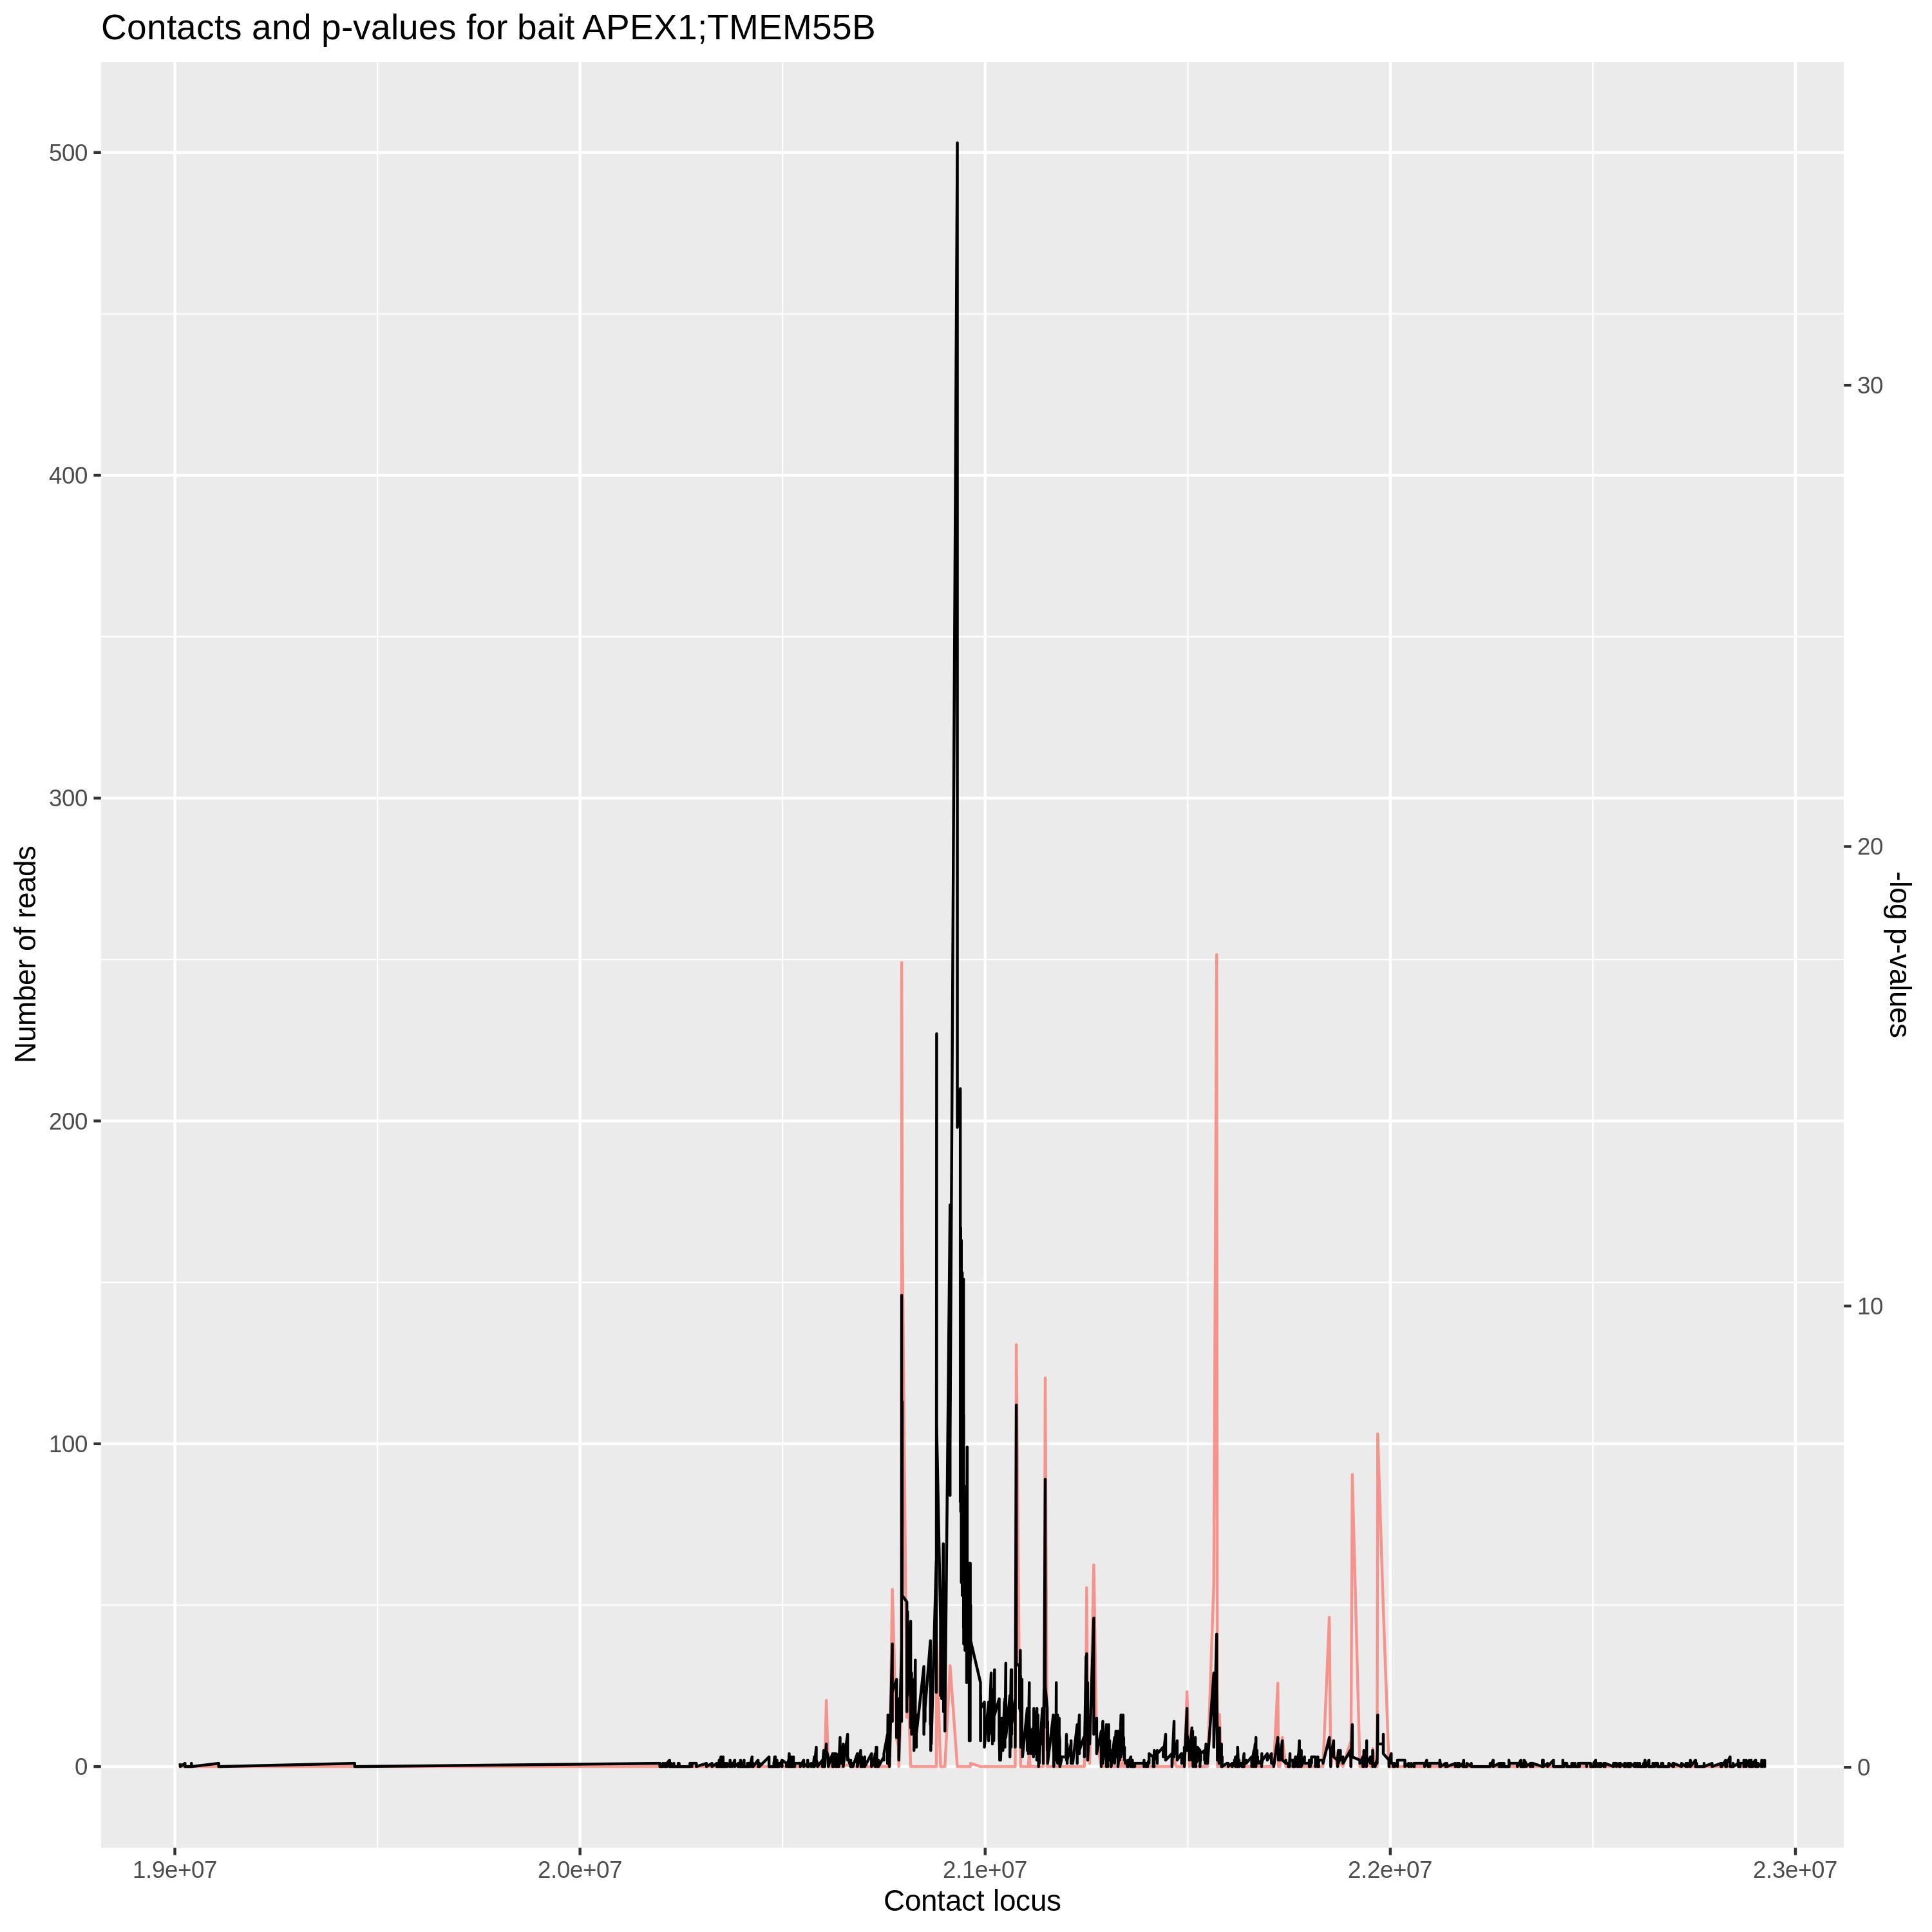 Contacts and p-values for bait APEX1;TMEM55B
500
400
300
200
100
0
Number of reads
30
20
10
0
-log p-values
1.9e+07
2.0e+07
2.1e+07
2.2e+07
2.3e+07
Contact locus